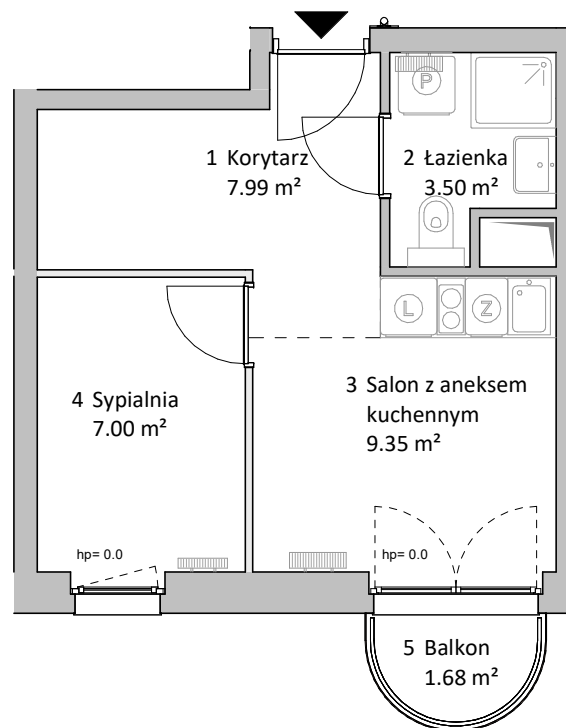 P
1 Korytarz
7.99 m²
2 Łazienka
3.50 m²
L
Z
3 Salon z aneksem
kuchennym
9.35 m²
4 Sypialnia
7.00 m²
hp= 0.0
hp= 0.0
5 Balkon
1.68 m²